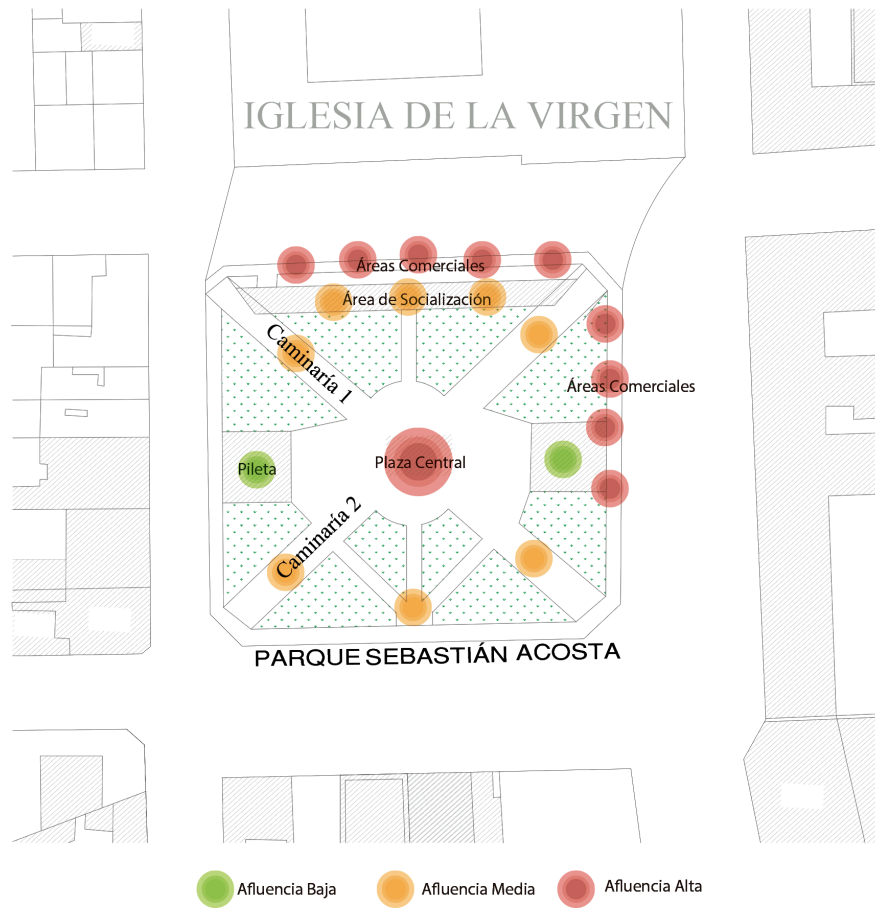 IGLESIA DE LA VIRGEN
Áreas Comerciales
Área de Socialización
Caminaría 1
Áreas Comerciales
Plaza Central
Pileta
Caminaría 2
PARQUE SEBASTIÁN ACOSTA
Afluencia Baja
Afluencia Media
Afluencia Alta